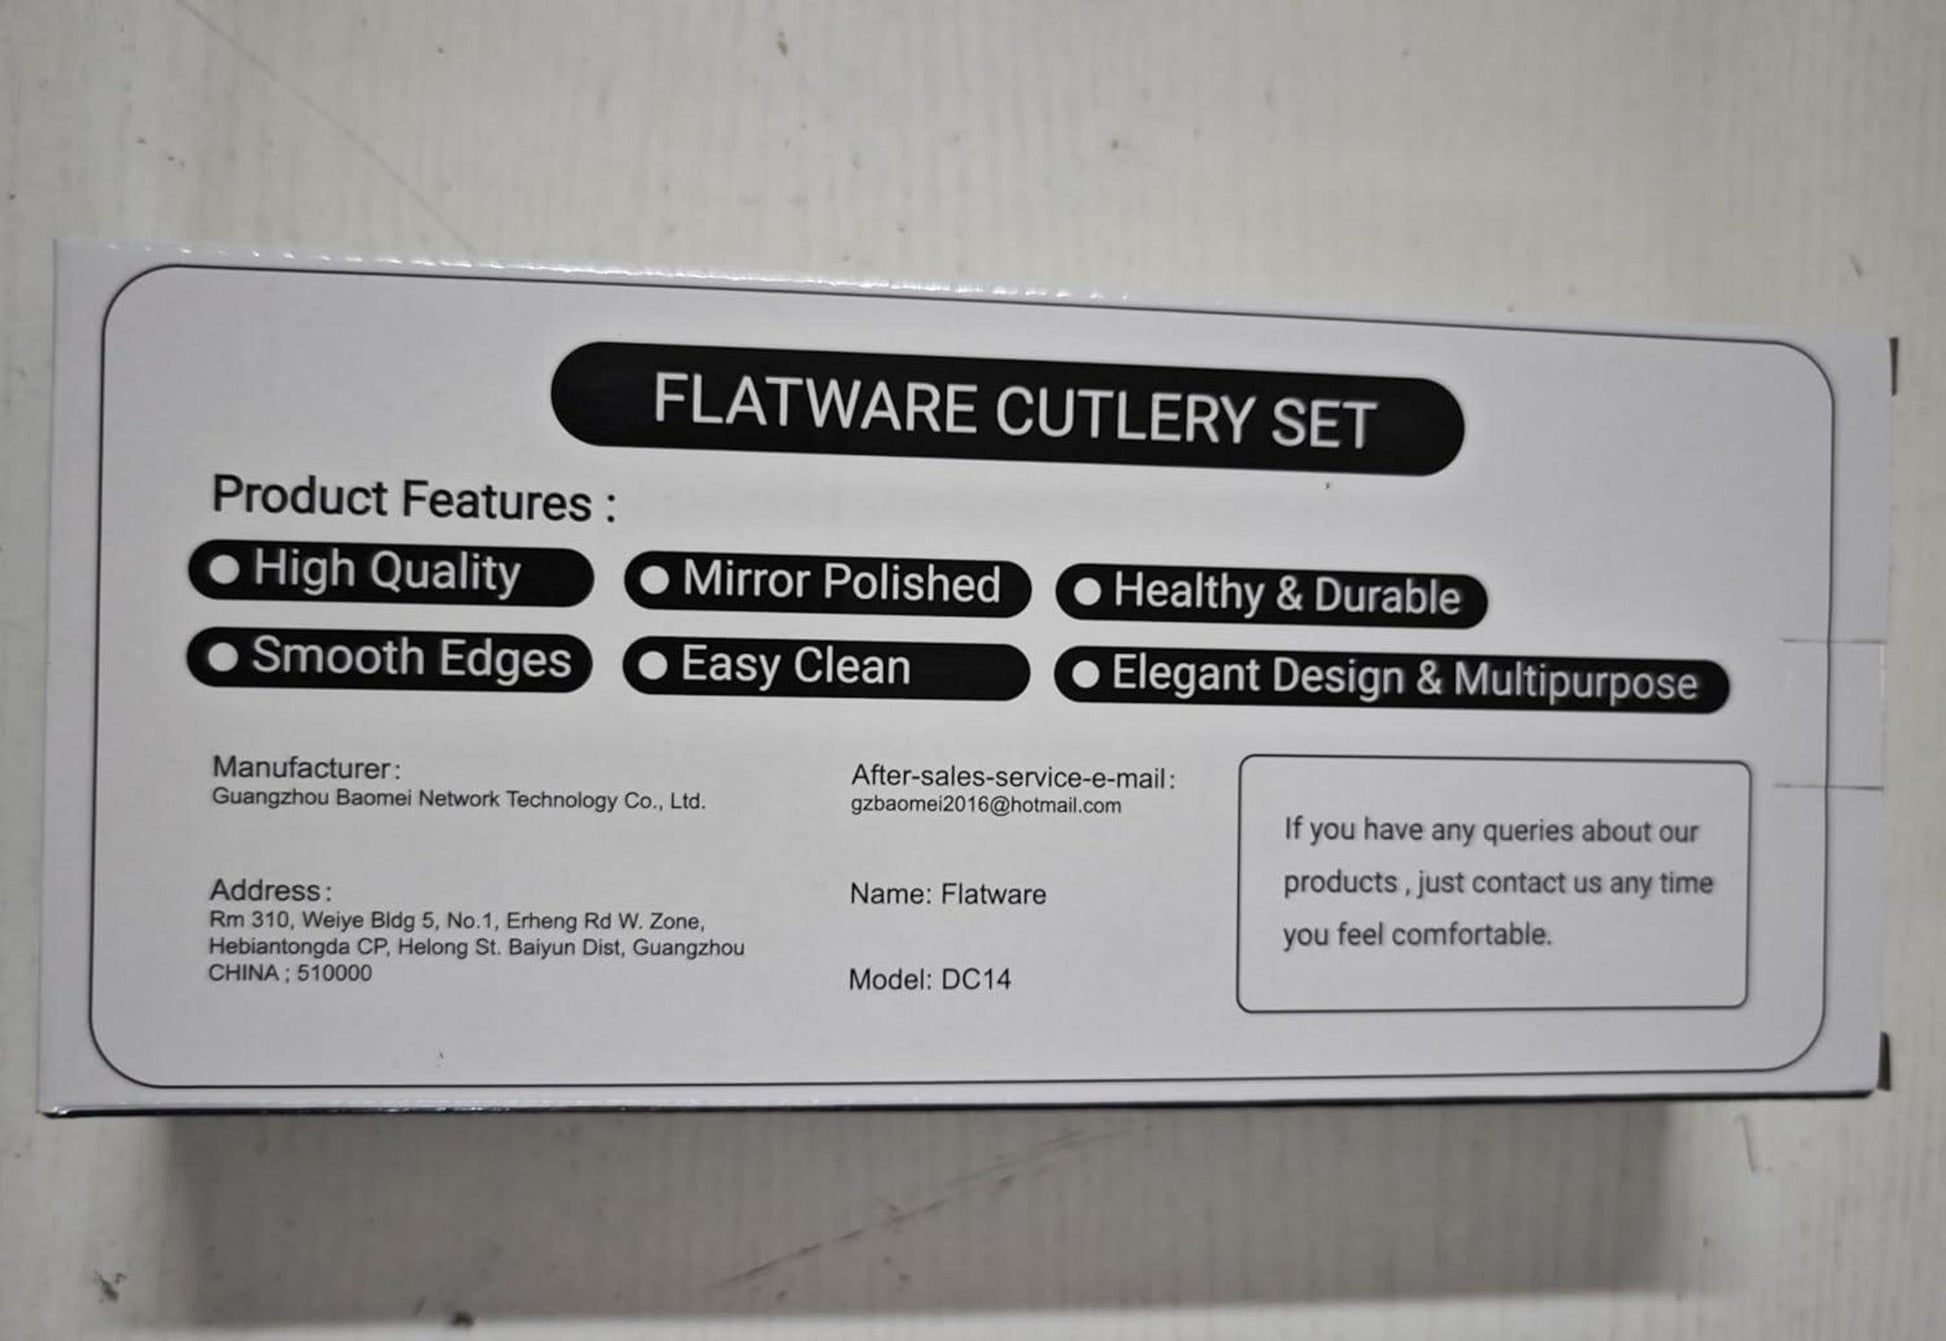 FLATWARE CUTLERY SET
Product Features :
High Quality
Mirror Polished
Healthy & Durable
Smooth Edges
Easy Clean
Elegant Design & Multipurpose
Manufacturer:
Guangzhou Baomei Network Technology Co., Ltd.
Address:
Rm 310, Weiye Bldg 5, No.1, Erheng Rd W. Zone,
Hebiantongda CP, Helong St. Baiyun Dist, Guangzhou
CHINA ; 510000
After-sales-service-e-mail:
gzbaomei2016@hotmail.com
Name: Flatware
Model: DC14
If you have any queries about our
products , just contact us any time
you feel comfortable.